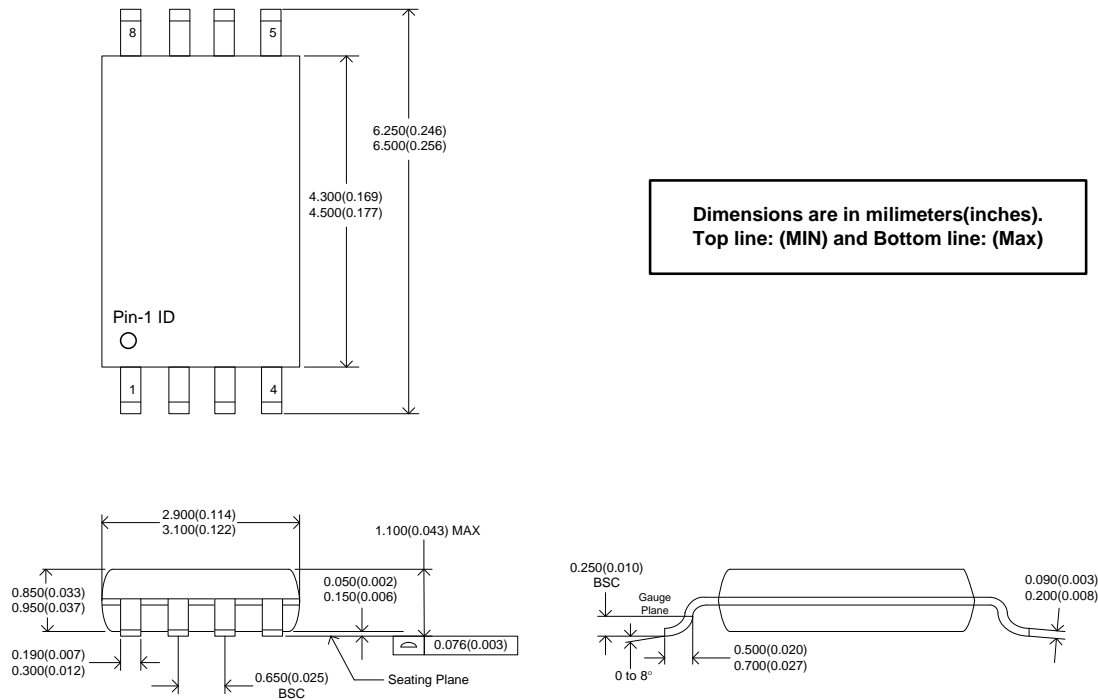 8
5
6.250(0.246)
6.500(0.256)
4.300(0.169)
4.500(0.177)
Dimensions are in milimeters(inches).
Top line: (MIN) and Bottom line: (Max)
Pin-1 ID
1
4
2.900(0.114)
3.100(0.122)
1.100(0.043) MAX
0.850(0.033)
0.950(0.037)
0.050(0.002)
0.150(0.006)
0.076(0.003)
0.190(0.007)
0.300(0.012)
0.650(0.025)
BSC
Seating Plane
0.250(0.010)
BSC
Gauge
Plane
0.090(0.003)
0.200(0.008)
0.500(0.020)
0.700(0.027)
0 to 8°